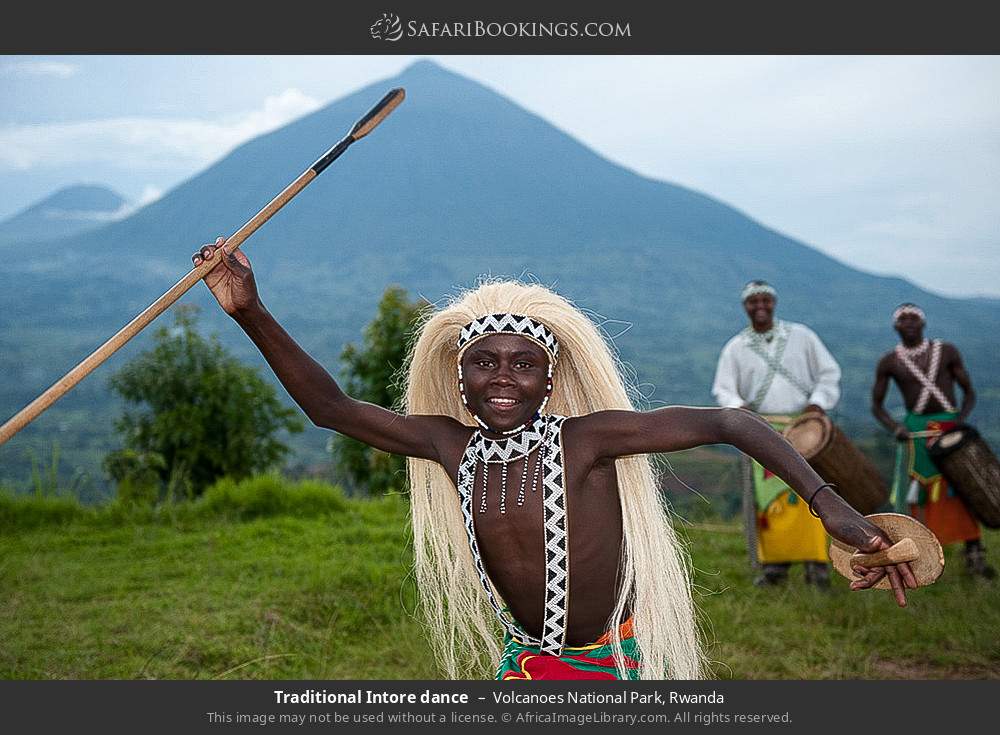 SAFARIBOOKINGS.COM
Traditional Intore dance – Volcanoes National Park, Rwanda
This image may not be used without a license. © AfricaImageLibrary.com. All rights reserved.